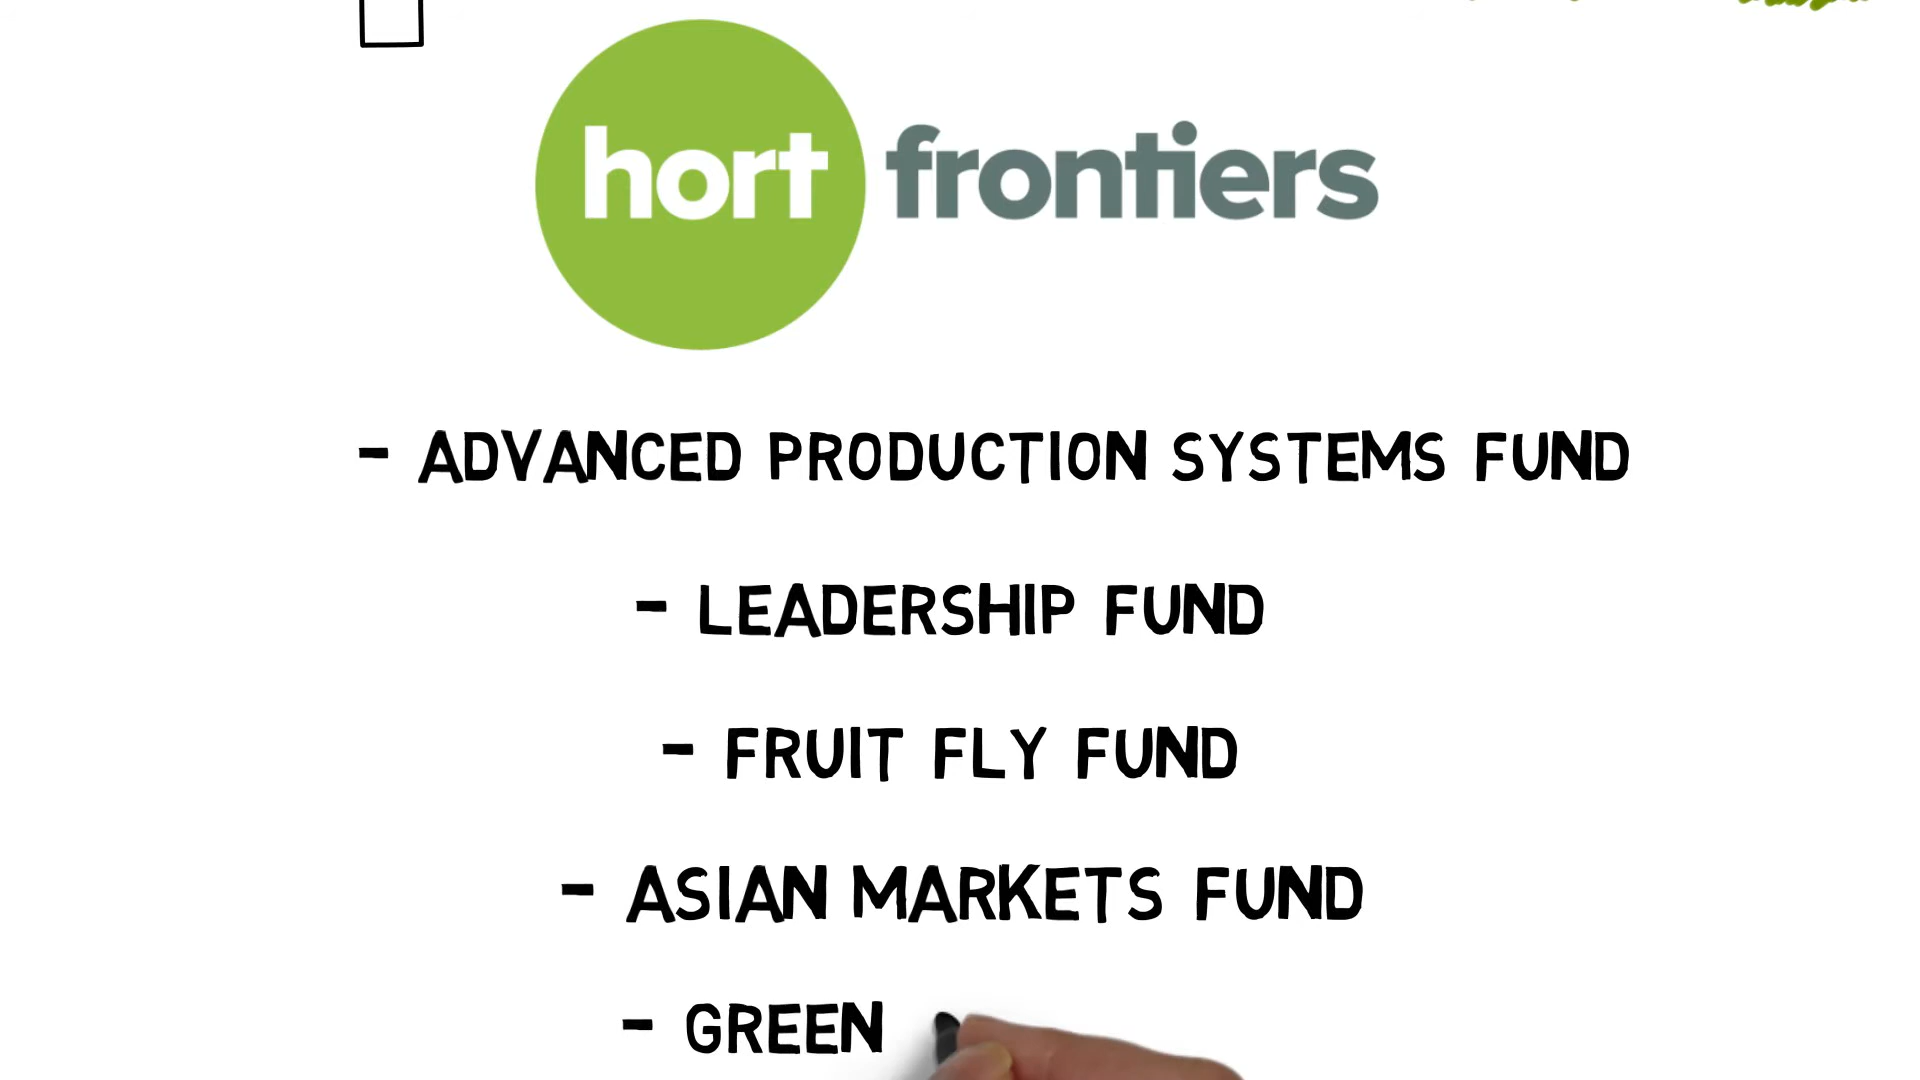 hort frontiers
- ADVANCED PRODUCTION SYSTEMS FUND
- LEADERSHIP FUND
- FRUIT FLY FUND
- ASIAN MARKETS FUND
- GREEN